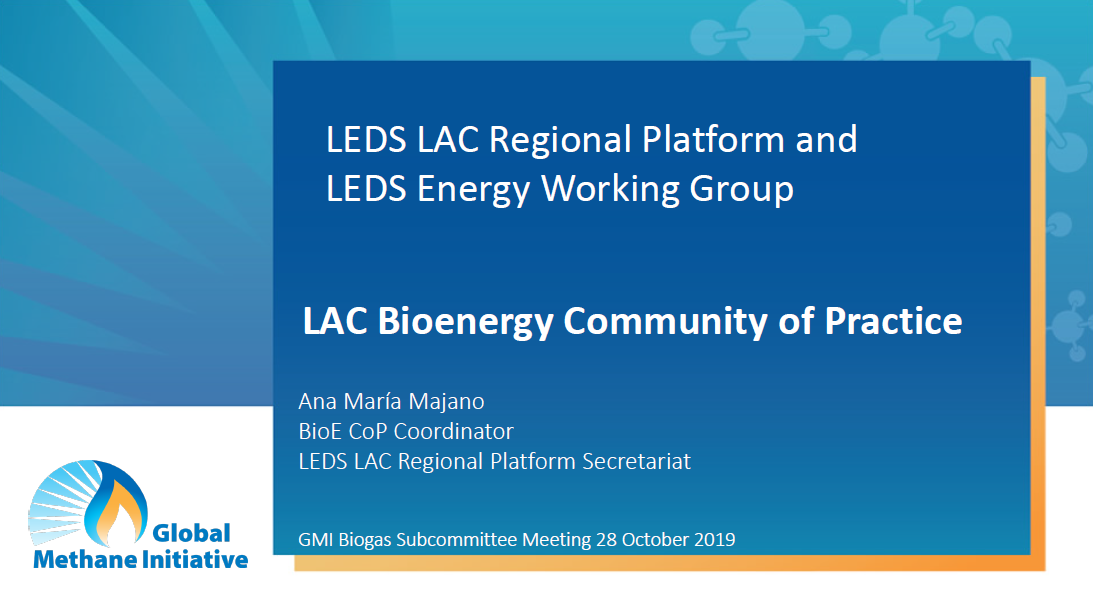 LEDS LAC Regional Platform and
LEDS Energy Working Group
LAC Bioenergy Community of Practice
Ana María Majano
BioE CoP Coordinator
LEDS LAC Regional Platform Secretariat
GMI Biogas Subcommittee Meeting 28 October 2019
Global
Methane Initiative